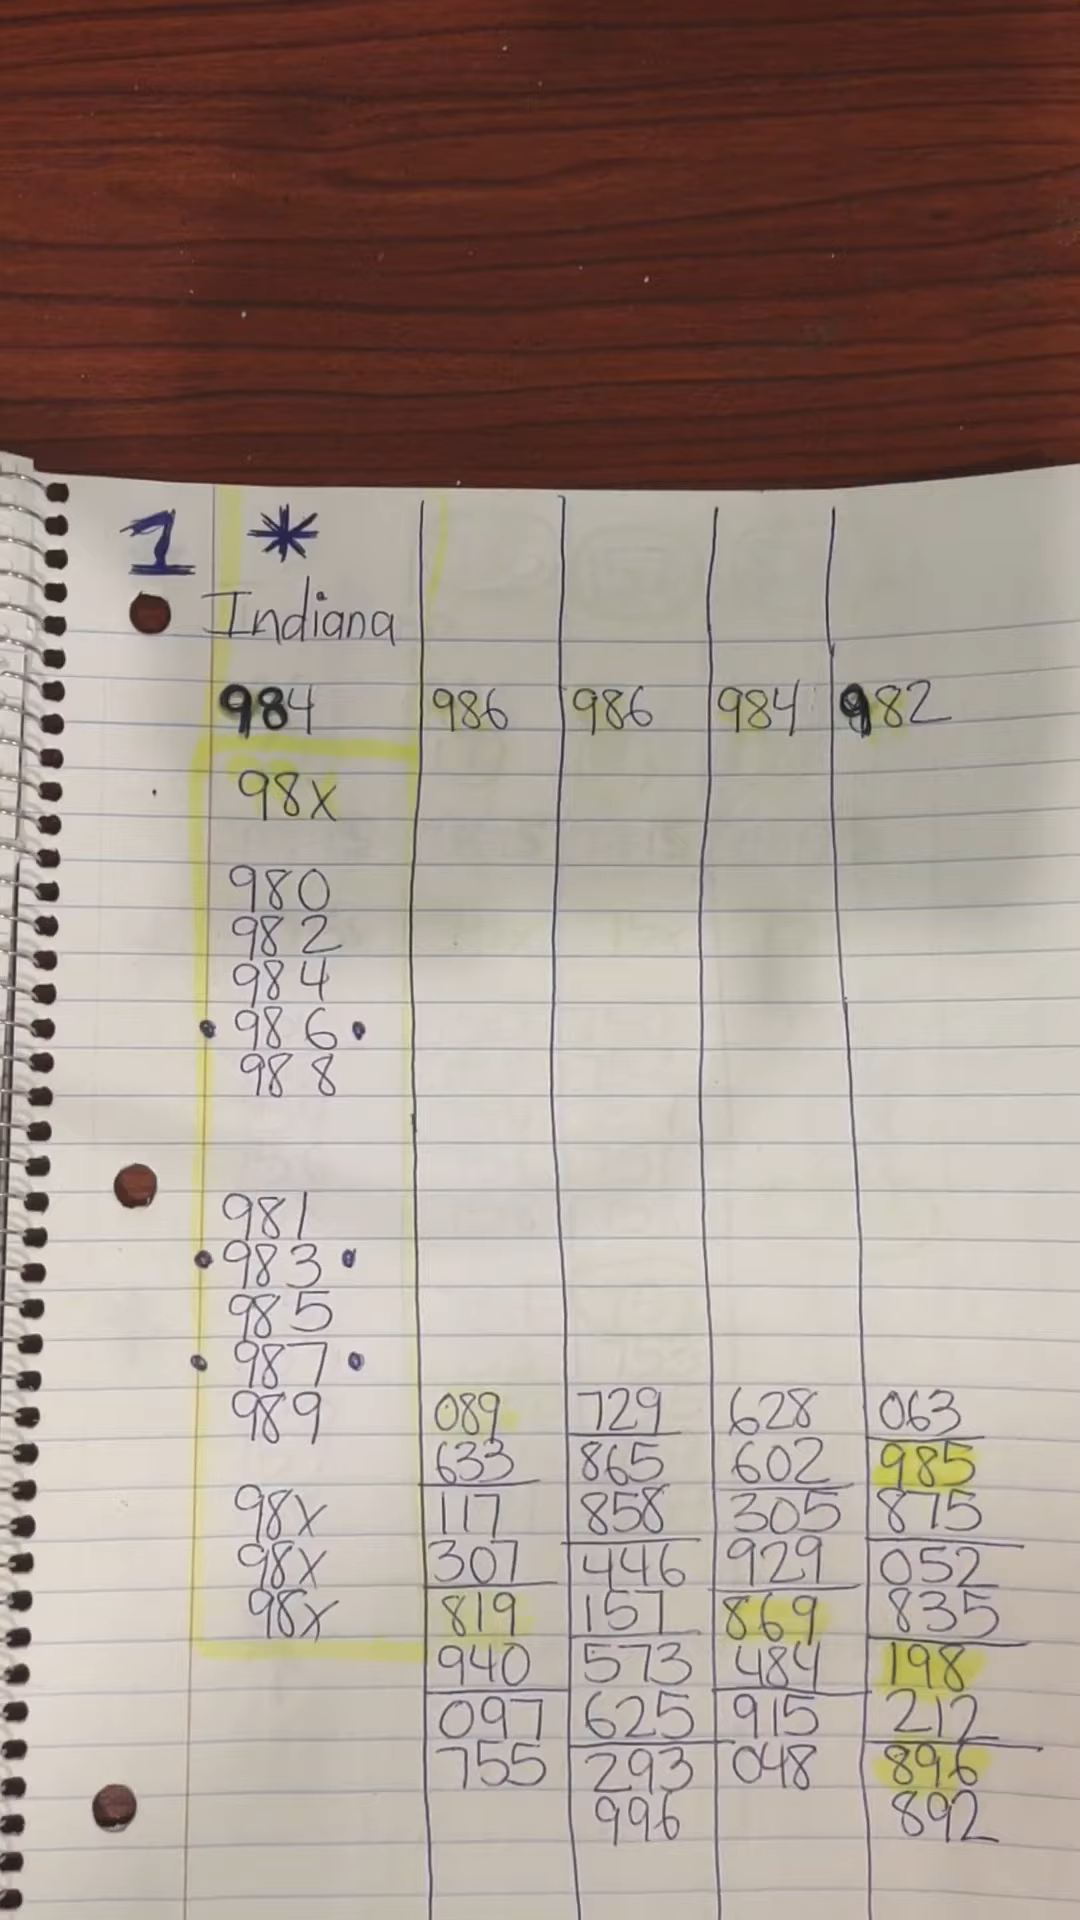 1 *
Indiana
984 986 986 984 982
98x
980
982
984
• 986 •
988
981
• 983 •
985
• 987 •
989 089 729 628 063
633 865 602 985
98x 117 858 305 875
98x 307 446 929 052
98x 819 157 869 835
940 573 484 198
097 625 915 212
755 293 048 896
996 892